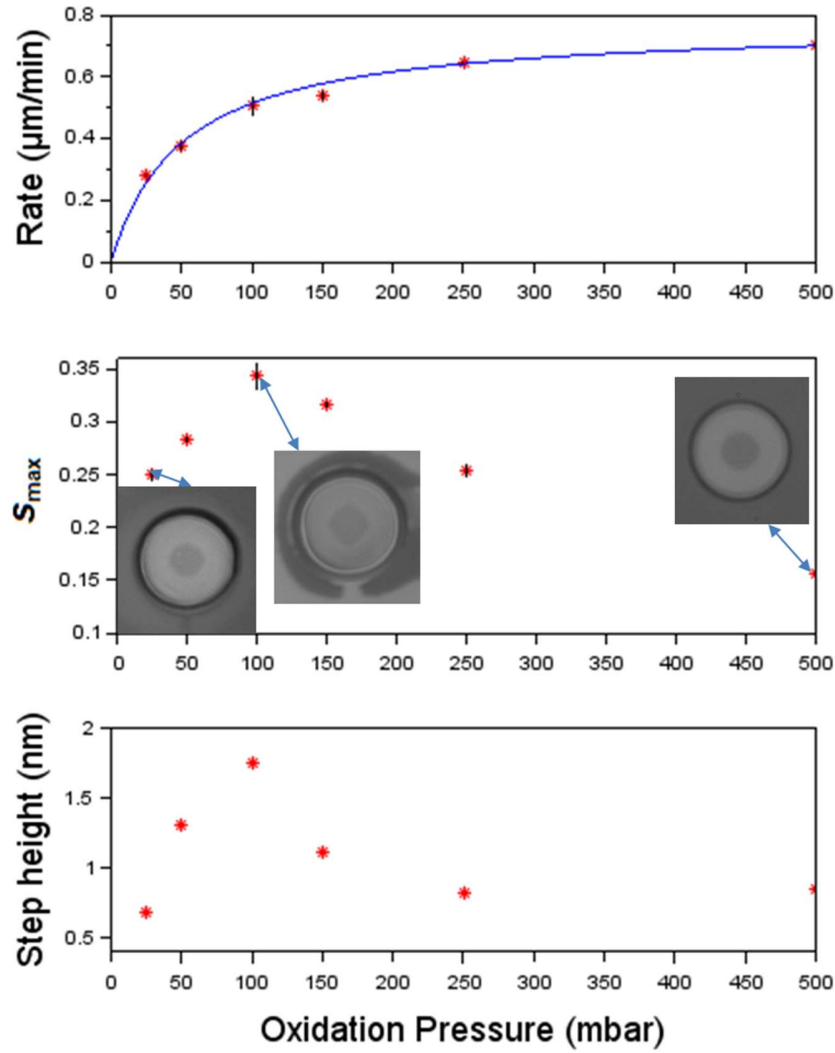 Rate (μm/min)
0.8
0.6
0.4
0.2
0
0 50 100 150 200 250 300 350 400 450 500
Smax
0.35
0.3
0.25
0.2
0.15
0.1
0 50 100 150 200 250 300 350 400 450 500
Step height (nm)
2
1.5
1
0.5
0 50 100 150 200 250 300 350 400 450 500
Oxidation Pressure (mbar)